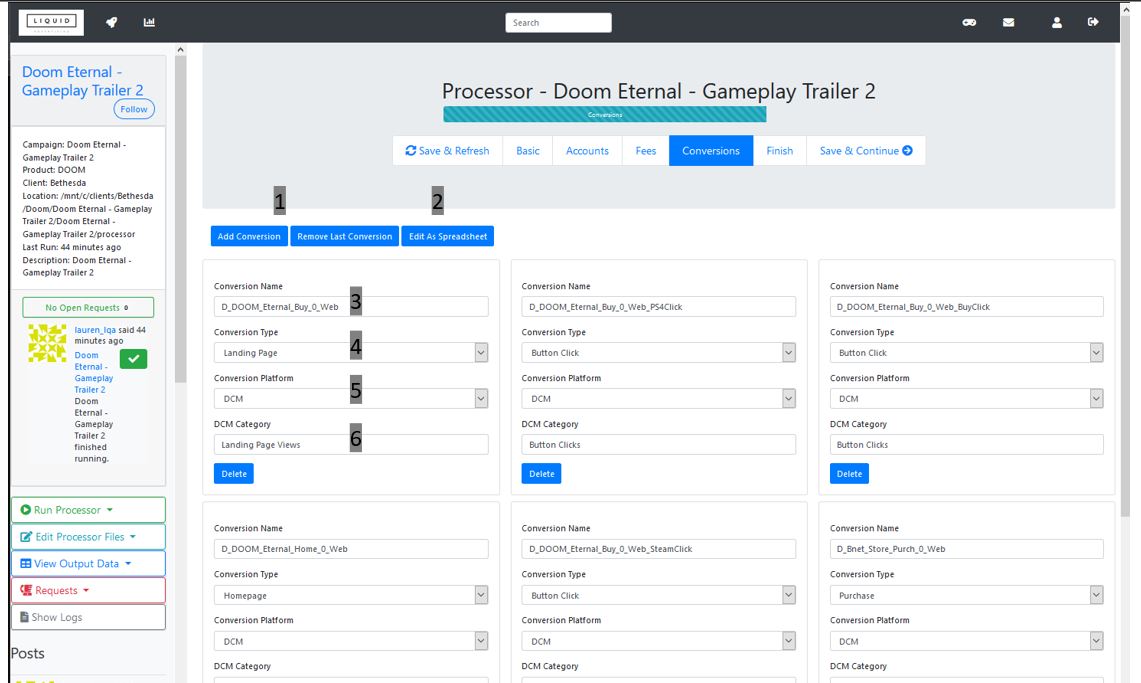 LIQUID
Search
Doom Eternal -
Gameplay Trailer 2
Follow
Campaign: Doom Eternal -
Gameplay Trailer 2
Product: DOOM
Client: Bethesda
Location: /mnt/c/clients/Bethesda
/Doom/Doom Eternal - Gameplay
Trailer 2/Doom Eternal -
Gameplay Trailer 2/processor
Last Run: 44 minutes ago
Description: Doom Eternal -
Gameplay Trailer 2
No Open Requests 0
lauren_lqa said 44
minutes ago
Doom
Eternal -
Gameplay
Trailer 2
Doom
Eternal -
Gameplay
Trailer 2
finished
running.
Run Processor
Edit Processor Files
View Output Data
Requests
Show Logs
Posts
Processor - Doom Eternal - Gameplay Trailer 2
Conversions
Save & Refresh Basic Accounts Fees Conversions Finish Save & Continue
1 2
Add Conversion Remove Last Conversion Edit As Spreadsheet
Conversion Name
D_DOOM_Eternal_Buy_0_Web 3
Conversion Type
Landing Page 4
Conversion Platform
DCM 5
DCM Category
Landing Page Views 6
Delete
Conversion Name
D_DOOM_Eternal_Buy_0_Web_PS4Click
Conversion Type
Button Click
Conversion Platform
DCM
DCM Category
Button Clicks
Delete
Conversion Name
D_DOOM_Eternal_Buy_0_Web_BuyClick
Conversion Type
Button Click
Conversion Platform
DCM
DCM Category
Button Clicks
Delete
Conversion Name
D_DOOM_Eternal_Home_0_Web
Conversion Type
Homepage
Conversion Platform
DCM
DCM Category
Conversion Name
D_DOOM_Eternal_Buy_0_Web_SteamClick
Conversion Type
Button Click
Conversion Platform
DCM
DCM Category
Conversion Name
D_Bnet_Store_Purch_0_Web
Conversion Type
Purchase
Conversion Platform
DCM
DCM Category